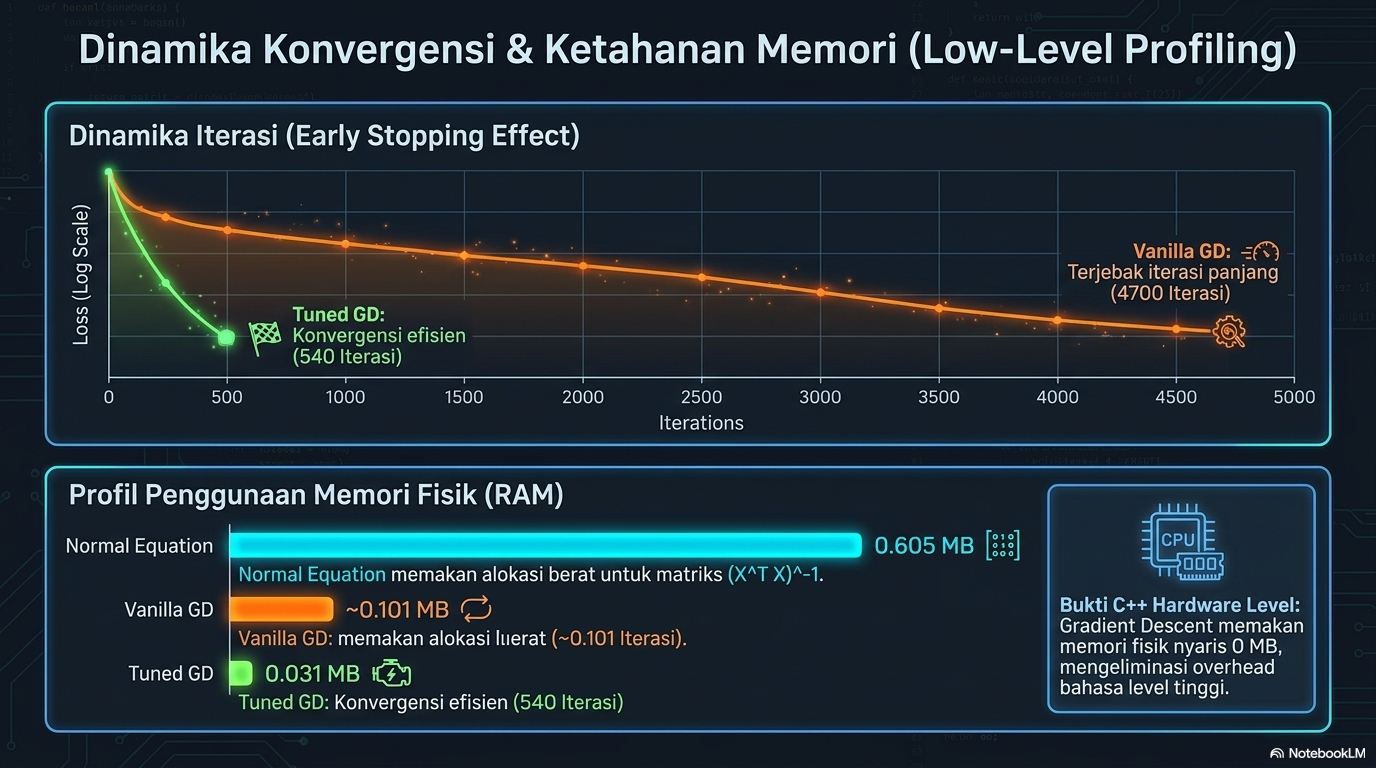 Dinamika Konvergensi & Ketahanan Memori (Low-Level Profiling)
Dinamika Iterasi (Early Stopping Effect)
Loss (Log Scale)
Vanilla GD:
Terjebak iterasi panjang
(4700 Iterasi)
Tuned GD:
Konvergensi efisien
(540 Iterasi)
0 500 1000 1500 2000 2500 3000 3500 4000 4500 5000
Iterations
Profil Penggunaan Memori Fisik (RAM)
Normal Equation 0.605 MB
Normal Equation memakan alokasi berat untuk matriks (X^T X)^-1.
Vanilla GD ~0.101 MB
Vanilla GD: memakan alokasi (~0.101 Iterasi).
Tuned GD 0.031 MB
Tuned GD: Konvergensi efisien (540 Iterasi)
CPU
Bukti C++ Hardware Level:
Gradient Descent memakan
memori fisik nyaris 0 MB,
mengeliminasi overhead
bahasa level tinggi.
NotebookLM